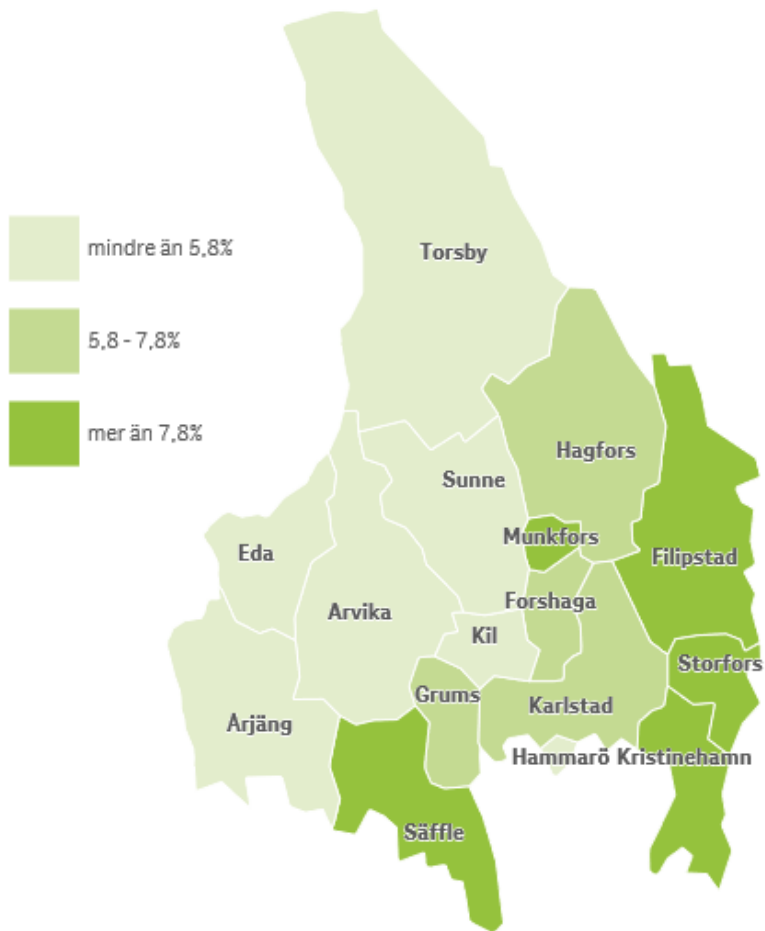 mindre än 5,8%
5,8 - 7,8%
mer än 7,8%
Torsby
Hagfors
Sunne
Munkfors
Eda
Filipstad
Arvika
Forshaga
Kil
Storfors
Grums
Karlstad
Årjäng
Hammarö
Kristinehamn
Säffle